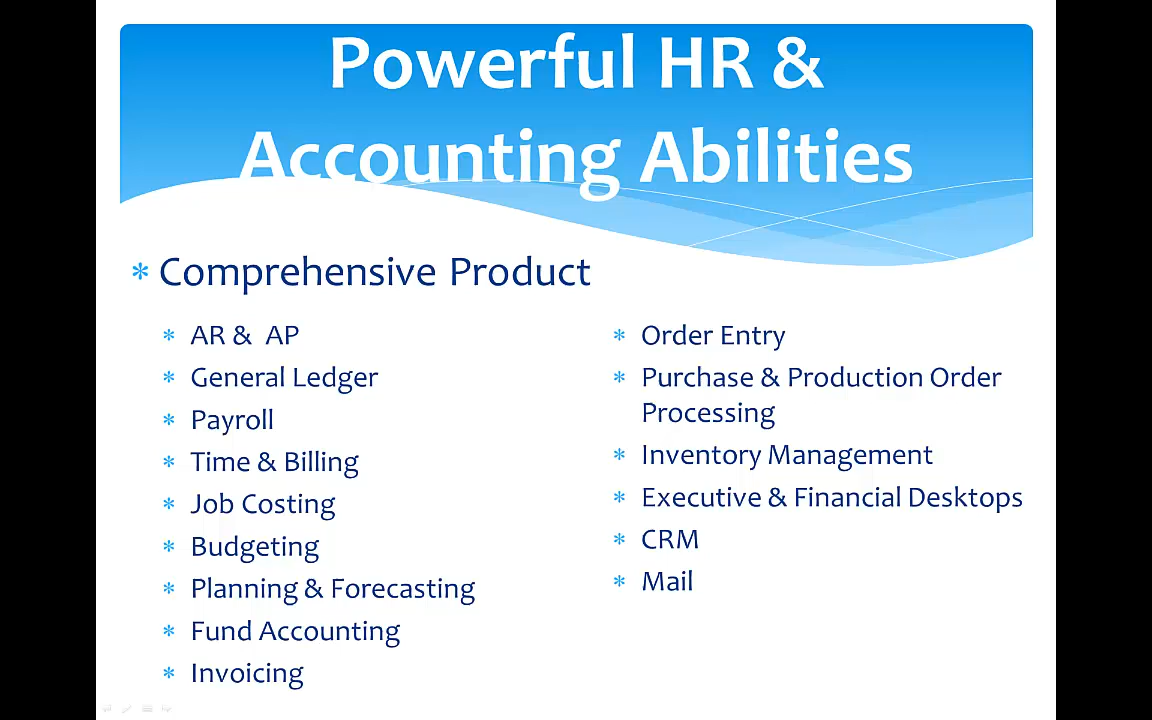 Powerful HR &
Accounting Abilities
* Comprehensive Product
* AR & AP
* General Ledger
* Payroll
* Time & Billing
* Job Costing
* Budgeting
* Planning & Forecasting
* Fund Accounting
* Invoicing
* Order Entry
* Purchase & Production Order
Processing
* Inventory Management
* Executive & Financial Desktops
* CRM
* Mail